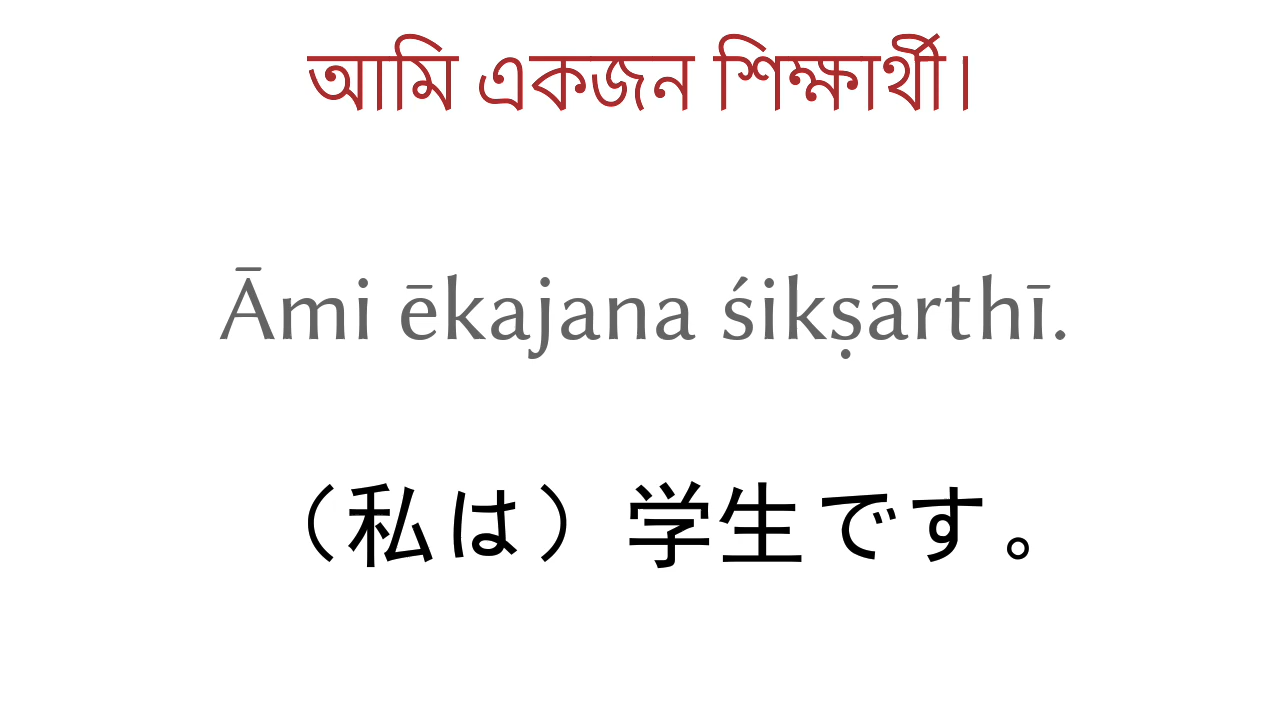 আমি একজন শিক্ষার্থী।
Āmi ēkajana śikṣārthī.
（私は）学生です。